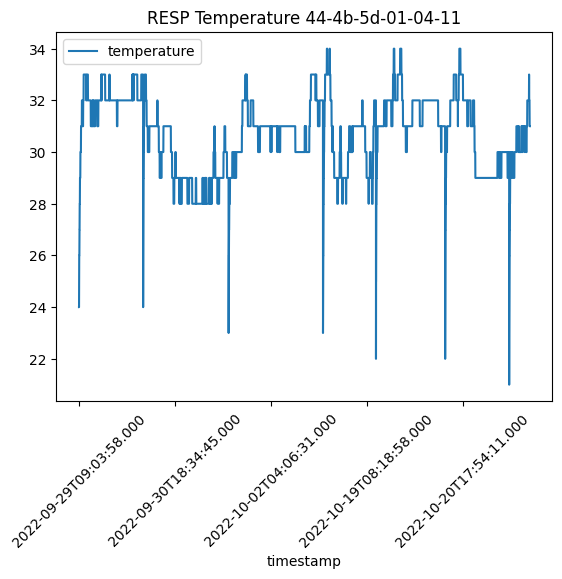 RESP Temperature 44-4b-5d-01-04-11
temperature
34
32
30
28
26
24
22
2022-09-29T09:03:58.000
2022-09-30T18:34:45.000
2022-10-02T04:06:31.000
2022-10-19T08:18:58.000
2022-10-20T17:54:11.000
timestamp